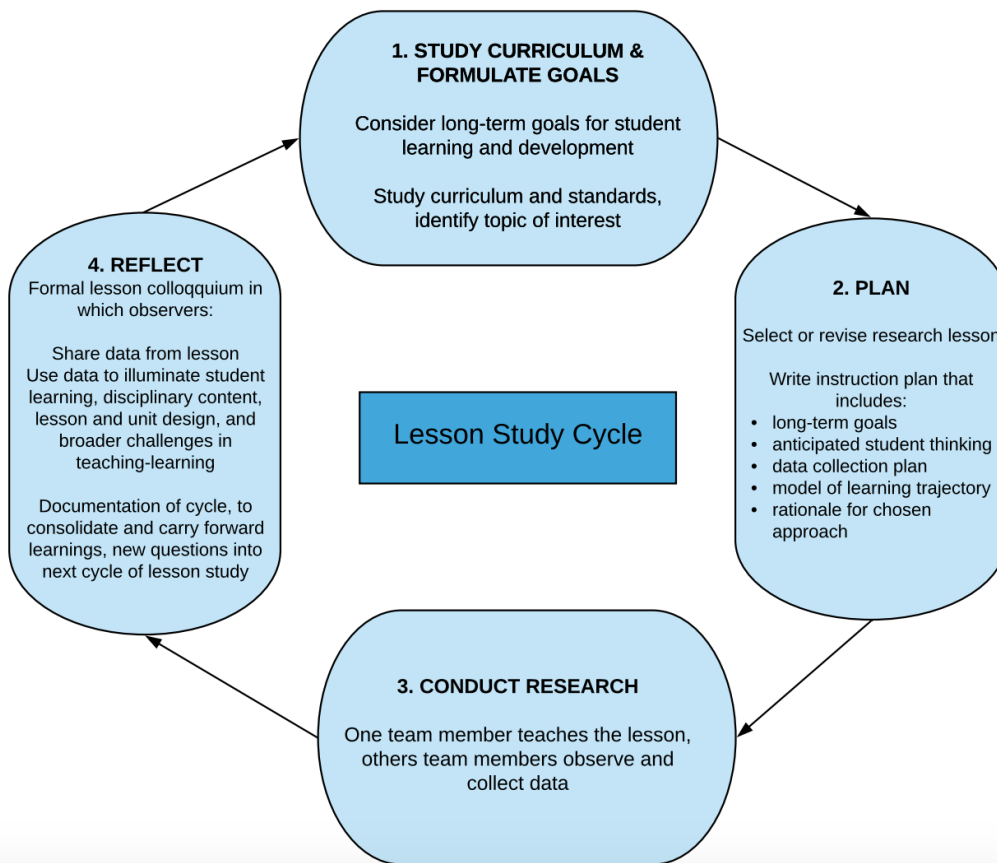 1. STUDY CURRICULUM &
FORMULATE GOALS
Consider long-term goals for student
learning and development
Study curriculum and standards,
identify topic of interest
2. PLAN
Select or revise research lesson
Write instruction plan that
includes:
• long-term goals
• anticipated student thinking
• data collection plan
• model of learning trajectory
• rationale for chosen
approach
3. CONDUCT RESEARCH
One team member teaches the lesson,
others team members observe and
collect data
4. REFLECT
Formal lesson colloqquium in
which observers:
Share data from lesson
Use data to illuminate student
learning, disciplinary content,
lesson and unit design, and
broader challenges in
teaching-learning
Documentation of cycle, to
consolidate and carry forward
learnings, new questions into
next cycle of lesson study
Lesson Study Cycle